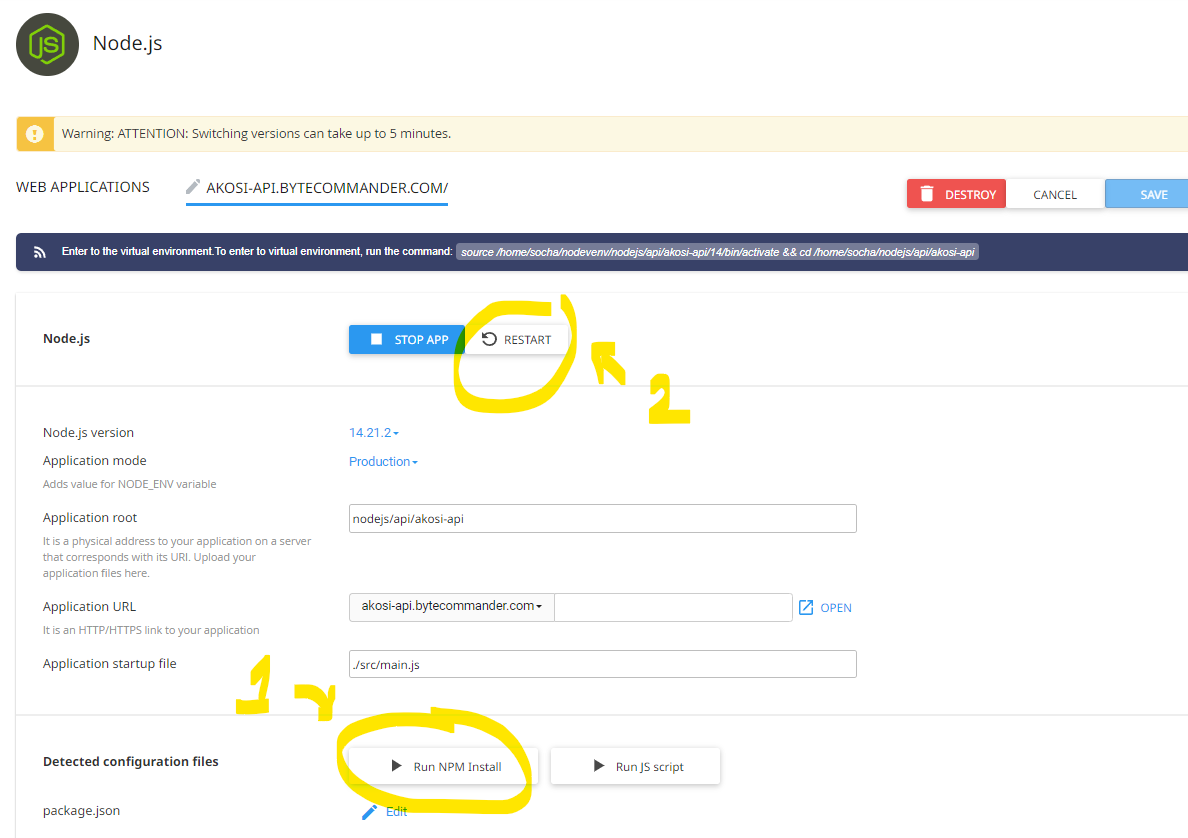 JS
Node.js
Warning: ATTENTION: Switching versions can take up to 5 minutes.
WEB APPLICATIONS
AKOSI-API.BYTECOMMANDER.COM/
DESTROY
CANCEL
SAVE
Enter to the virtual environment.To enter to virtual environment, run the command: source /home/socha/nodevenv/nodejs/api/akosi-api/14/bin/activate && cd /home/socha/nodejs/api/akosi-api
Node.js
STOP APP
RESTART
2
Node.js version
14.21.2
Application mode
Production
Adds value for NODE_ENV variable
Application root
nodejs/api/akosi-api
It is a physical address to your application on a server
that corresponds with its URI. Upload your
application files here.
Application URL
akosi-api.bytecommander.com
OPEN
It is an HTTP/HTTPS link to your application
Application startup file
./src/main.js
1
Detected configuration files
Run NPM Install
Run JS script
package.json
Edit